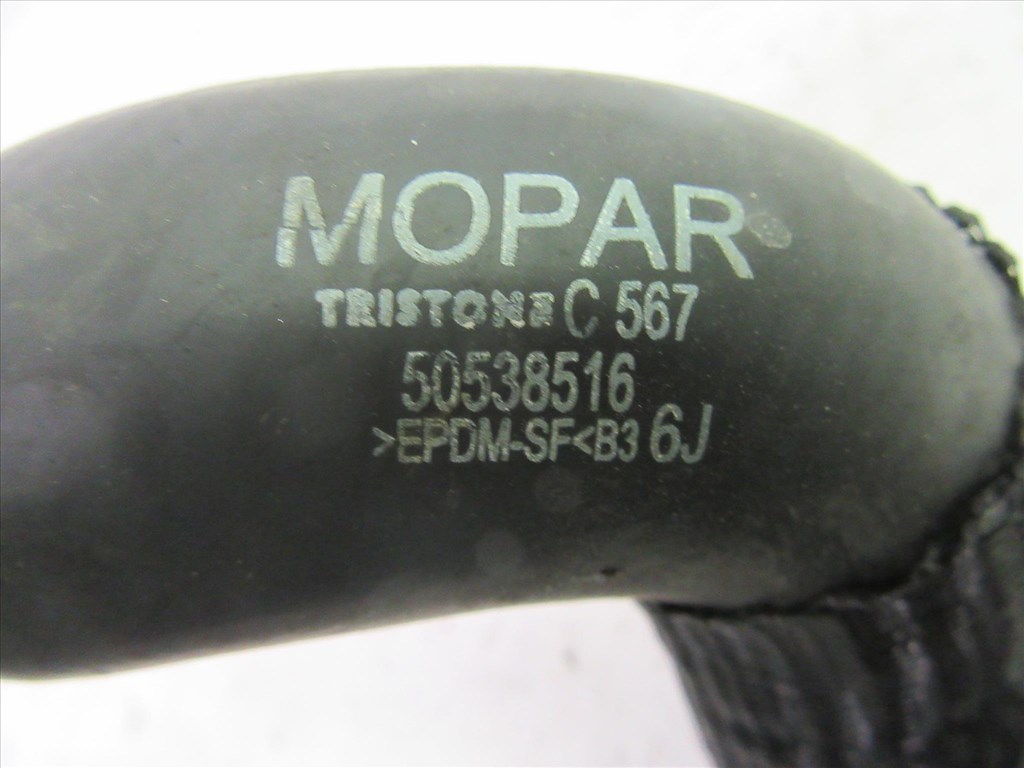 MOPAR
TRISTONE C 567
50538516
>EPDM-SF<B3 6J